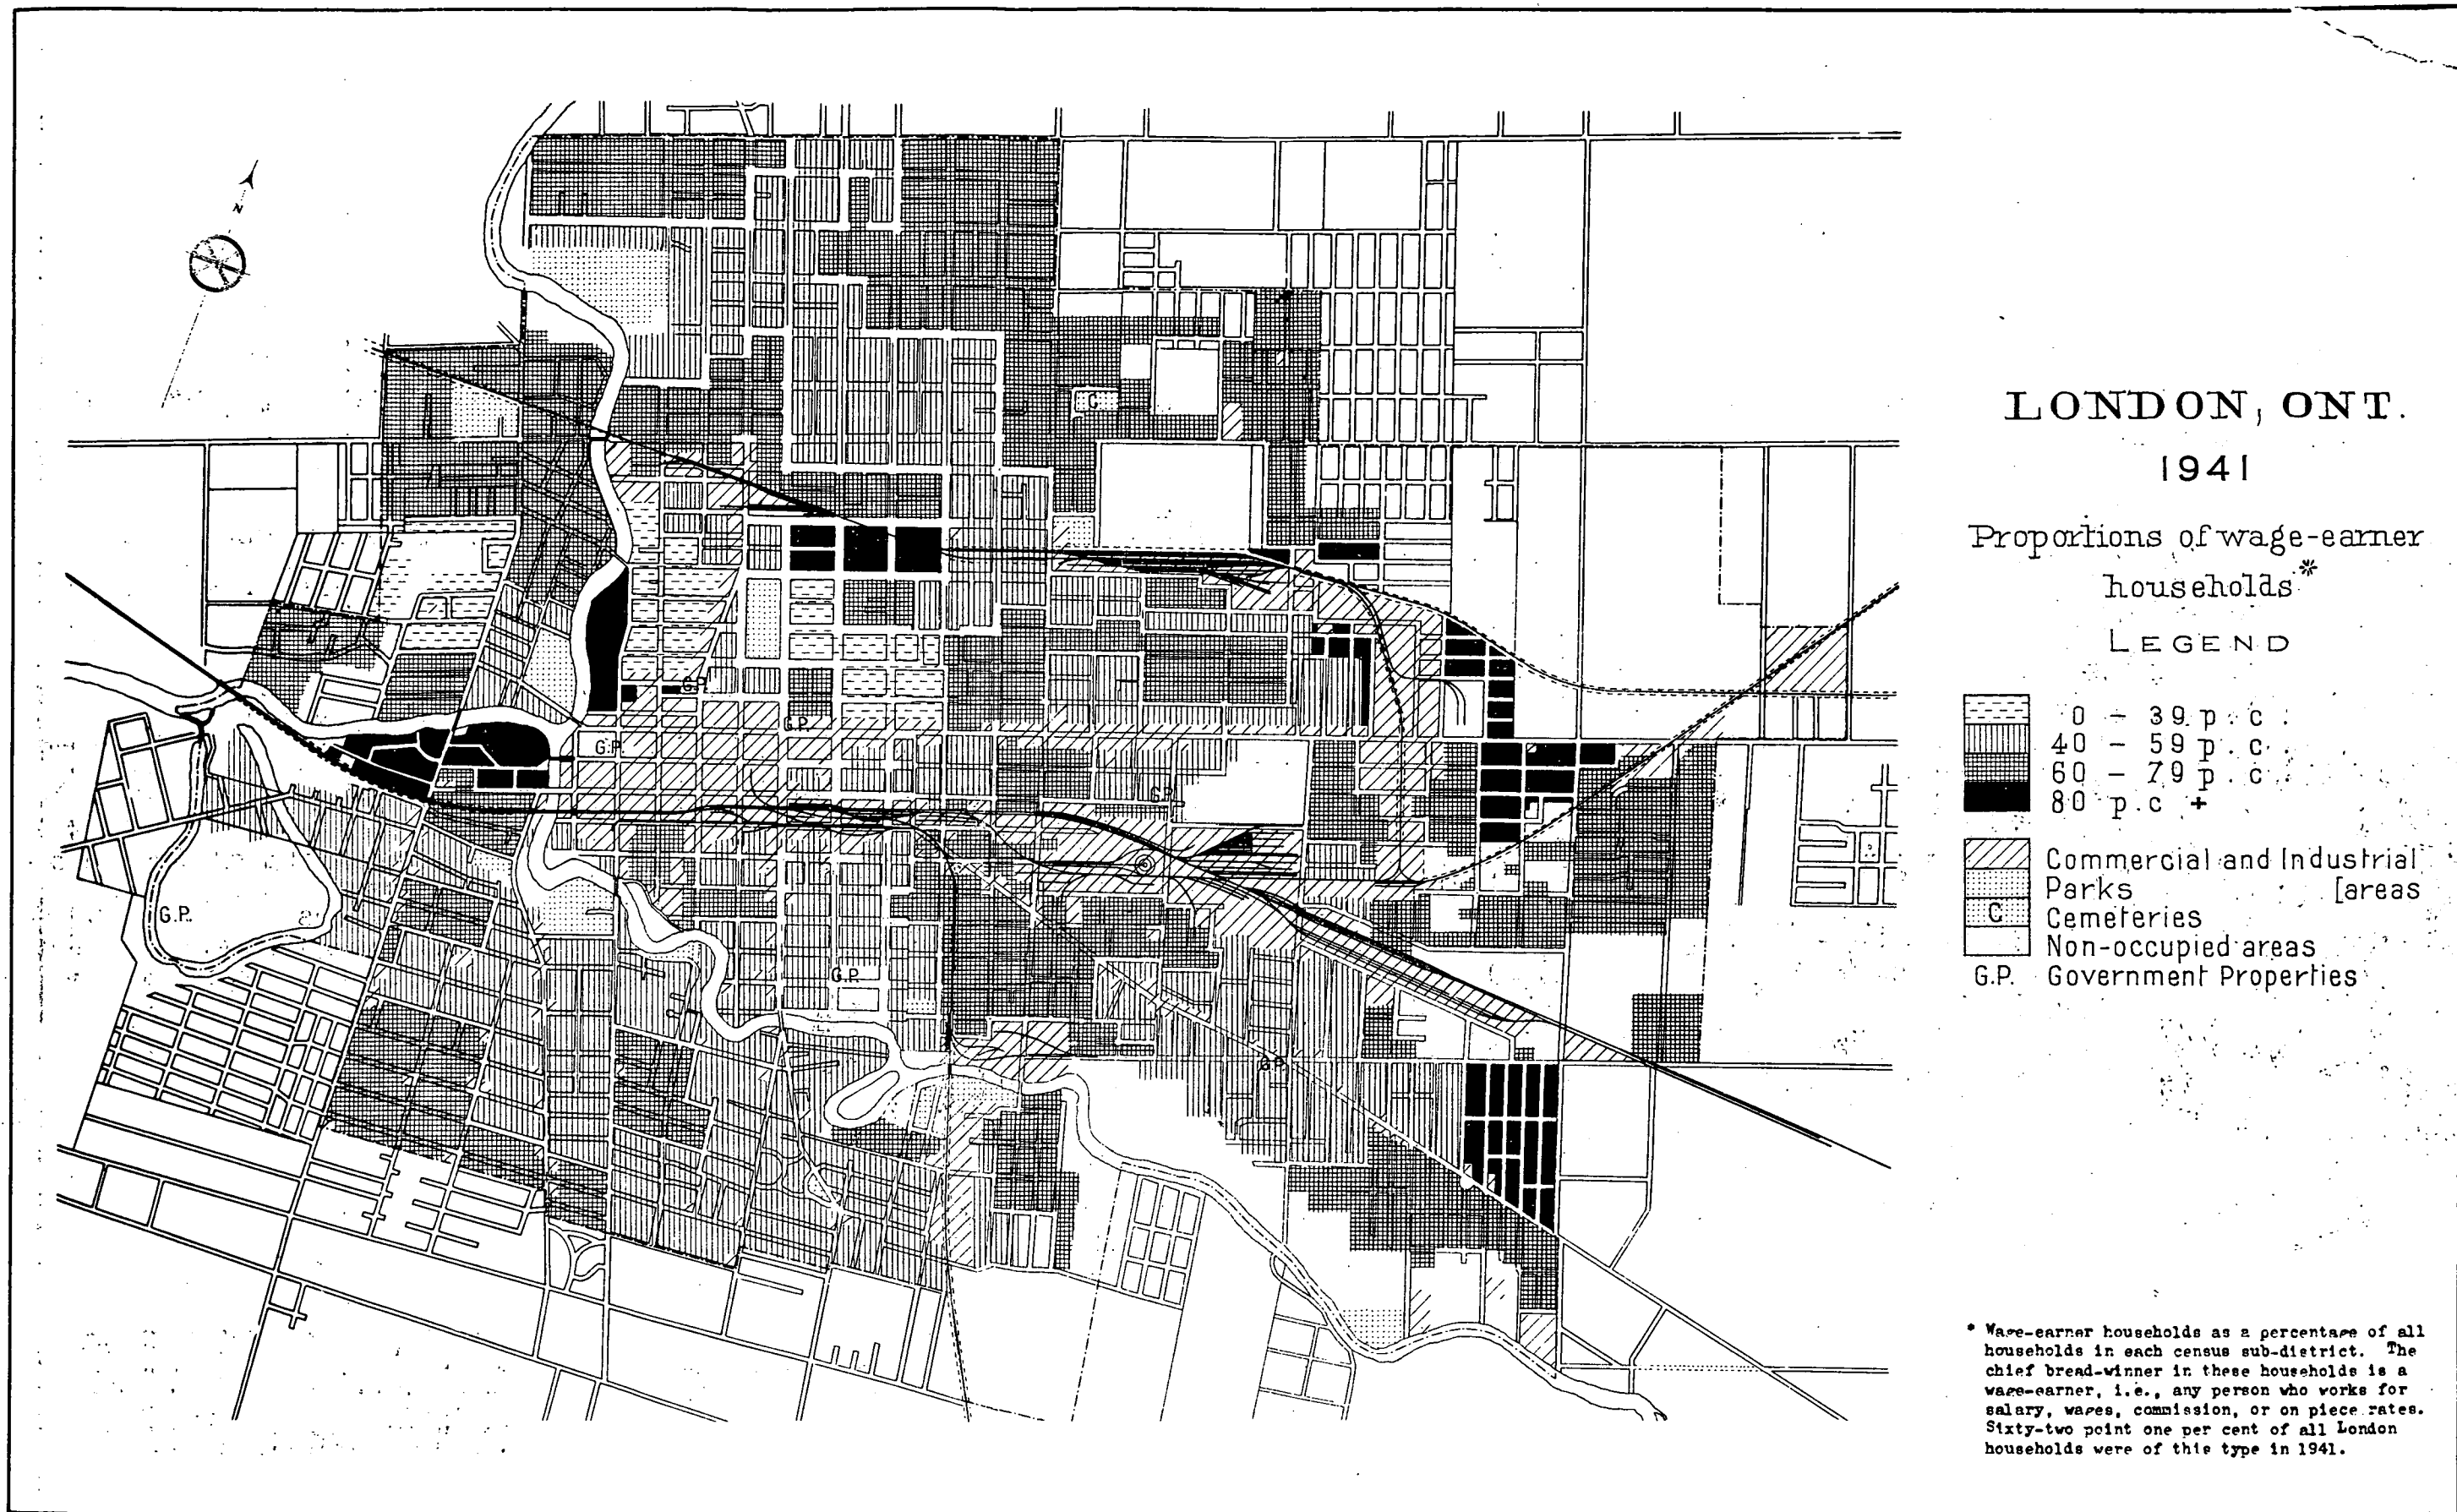 N
C
G.P.
G.P.
G.P.
G.P.
G.P.
G.P.
G.P.
LONDON, ONT.
1941
Proportions of wage-earner
households*
LEGEND
0 - 39 p.c.
40 - 59 p.c.
60 - 79 p.c.
80 p.c +
Commercial and Industrial
Parks [areas
C Cemeteries
Non-occupied areas
G.P. Government Properties
* Wage-earner households as a percentage of all
households in each census sub-district. The
chief bread-winner in these households is a
wage-earner, i.e., any person who works for
salary, wages, commission, or on piece rates.
Sixty-two point one per cent of all London
households were of this type in 1941.